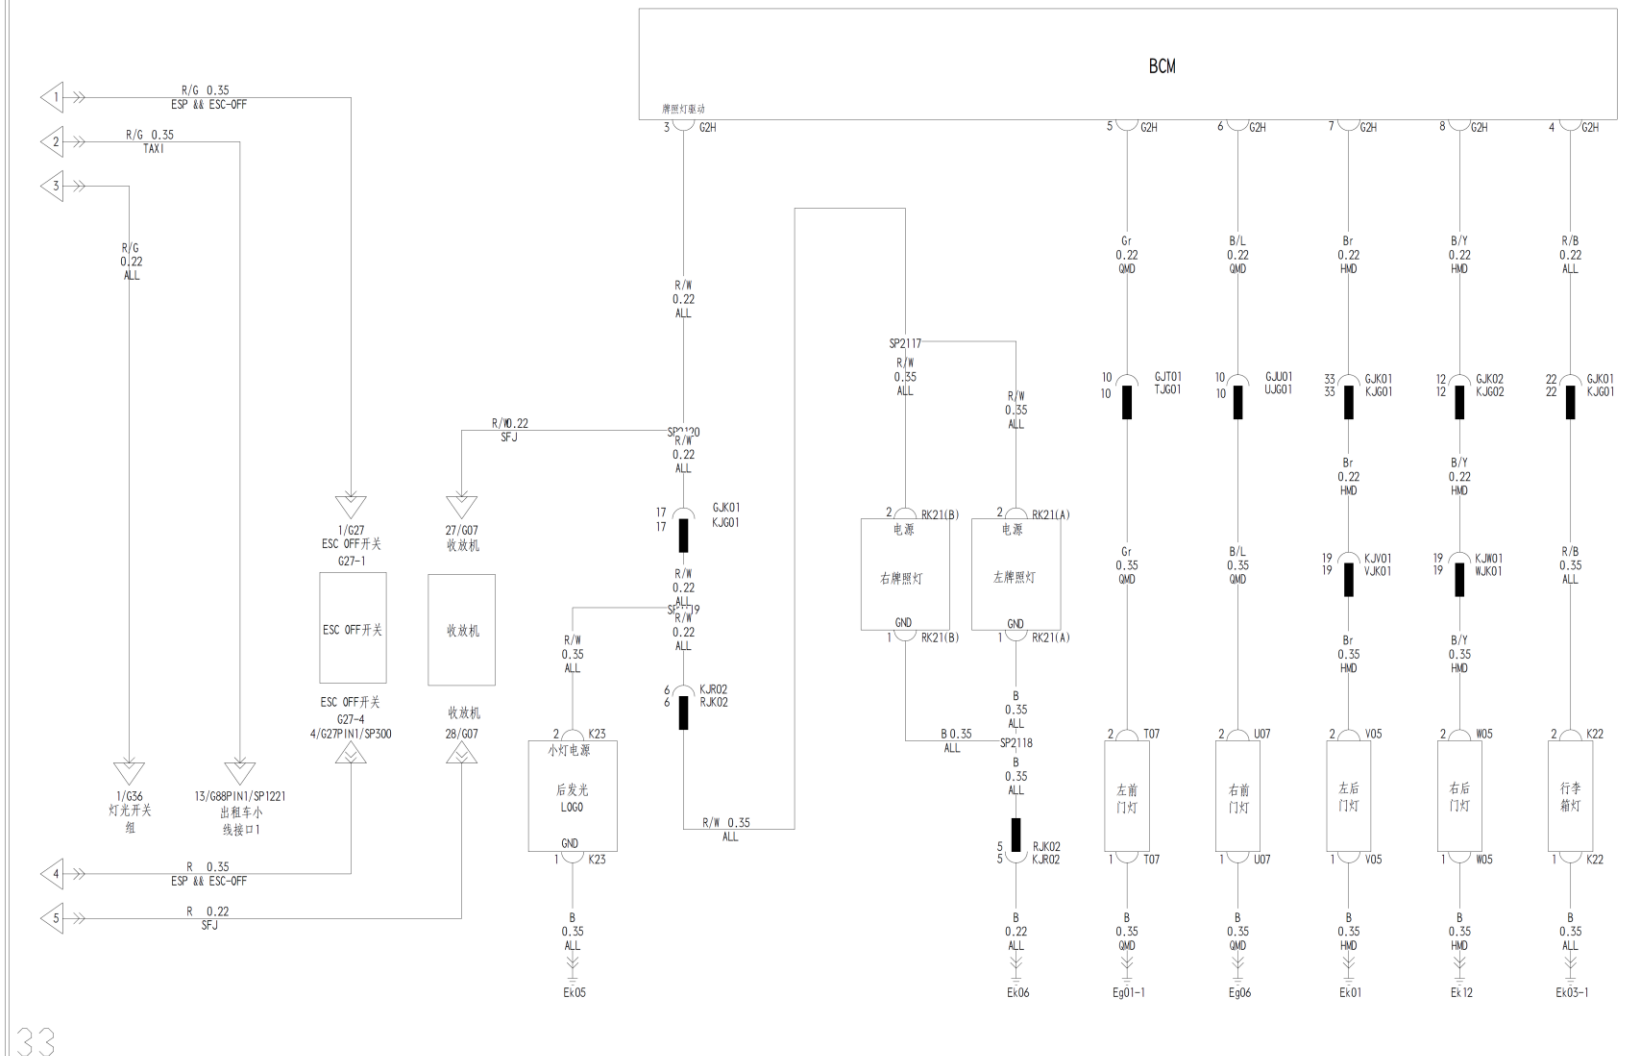 BCM
牌照灯驱动
3 G2H
5 G2H
6 G2H
7 G2H
8 G2H
4 G2H
1
R/G 0.35
ESP && ESC-OFF
2
R/G 0.35
TAXI
3
R/G
0.22
ALL
R/W
0.22
ALL
Gr
0.22
QMD
B/L
0.22
QMD
Br
0.22
HMD
B/Y
0.22
HMD
R/B
0.22
ALL
SP2117
R/W
0.35
ALL
R/W
0.35
ALL
10 GJT01
10 TJG01
10 GJU01
10 UJG01
33 GJK01
33 KJG01
12 GJK02
12 KJG02
22 GJK01
22 KJG01
R/W 0.22
SFJ
SP2120
R/W
0.22
ALL
Br
0.22
HMD
B/Y
0.22
HMD
17 GJK01
17 KJG01
1/G27
ESC OFF开关
G27-1
27/G07
收放机
2 RK21(B)
电源
右牌照灯
GND
1 RK21(B)
2 RK21(A)
电源
左牌照灯
GND
1 RK21(A)
Gr
0.35
QMD
B/L
0.35
QMD
19 KJV01
19 VJK01
19 KJW01
19 WJK01
R/B
0.35
ALL
R/W
0.22
ALL
SP2119
R/W
0.22
ALL
ESC OFF开关
收放机
R/W
0.35
ALL
Br
0.35
HMD
B/Y
0.35
HMD
6 KJR02
6 RJK02
ESC OFF开关
G27-4
4/G27PIN1/SP300
收放机
28/G07
B
0.35
ALL
B 0.35
ALL
SP2118
B
0.35
ALL
2 K23
小灯电源
后发光
LOGO
GND
1 K23
2 T07
左前
门灯
1 T07
2 U07
右前
门灯
1 U07
2 V05
左后
门灯
1 V05
2 W05
右后
门灯
1 W05
2 K22
行李
箱灯
1 K22
1/G36
灯光开关
组
13/G88PIN1/SP1221
出租车小
线接口1
R/W 0.35
ALL
5 RJK02
5 KJR02
4
R 0.35
ESP && ESC-OFF
5
R 0.22
SFJ
B
0.35
ALL
Ek05
B
0.22
ALL
Ek06
B
0.35
QMD
Eg01-1
B
0.35
QMD
Eg06
B
0.35
HMD
Ek01
B
0.35
HMD
Ek12
B
0.35
ALL
Ek03-1
33